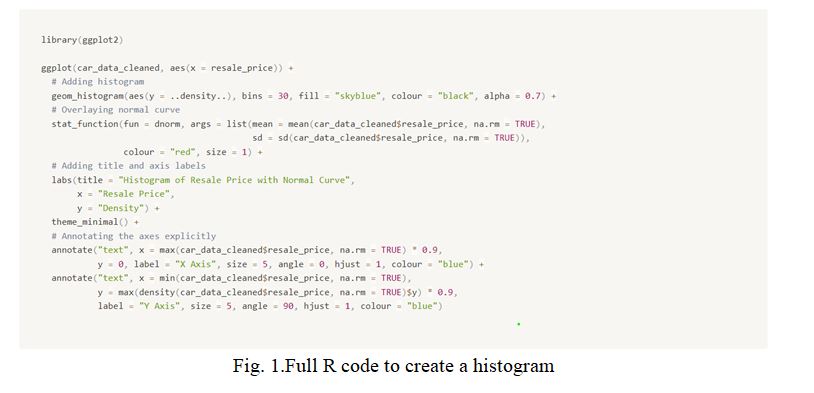 library(ggplot2)
ggplot(car_data_cleaned, aes(x = resale_price)) +
# Adding histogram
geom_histogram(aes(y = ..density..), bins = 30, fill = "skyblue", colour = "black", alpha = 0.7) +
# Overlaying normal curve
stat_function(fun = dnorm, args = list(mean = mean(car_data_cleaned$resale_price, na.rm = TRUE),
sd = sd(car_data_cleaned$resale_price, na.rm = TRUE)),
colour = "red", size = 1) +
# Adding title and axis labels
labs(title = "Histogram of Resale Price with Normal Curve",
x = "Resale Price",
y = "Density") +
theme_minimal() +
# Annotating the axes explicitly
annotate("text", x = max(car_data_cleaned$resale_price, na.rm = TRUE) * 0.9,
y = 0, label = "X Axis", size = 5, angle = 0, hjust = 1, colour = "blue") +
annotate("text", x = min(car_data_cleaned$resale_price, na.rm = TRUE),
y = max(density(car_data_cleaned$resale_price, na.rm = TRUE)$y) * 0.9,
label = "Y Axis", size = 5, angle = 90, hjust = 1, colour = "blue")
Fig. 1.Full R code to create a histogram